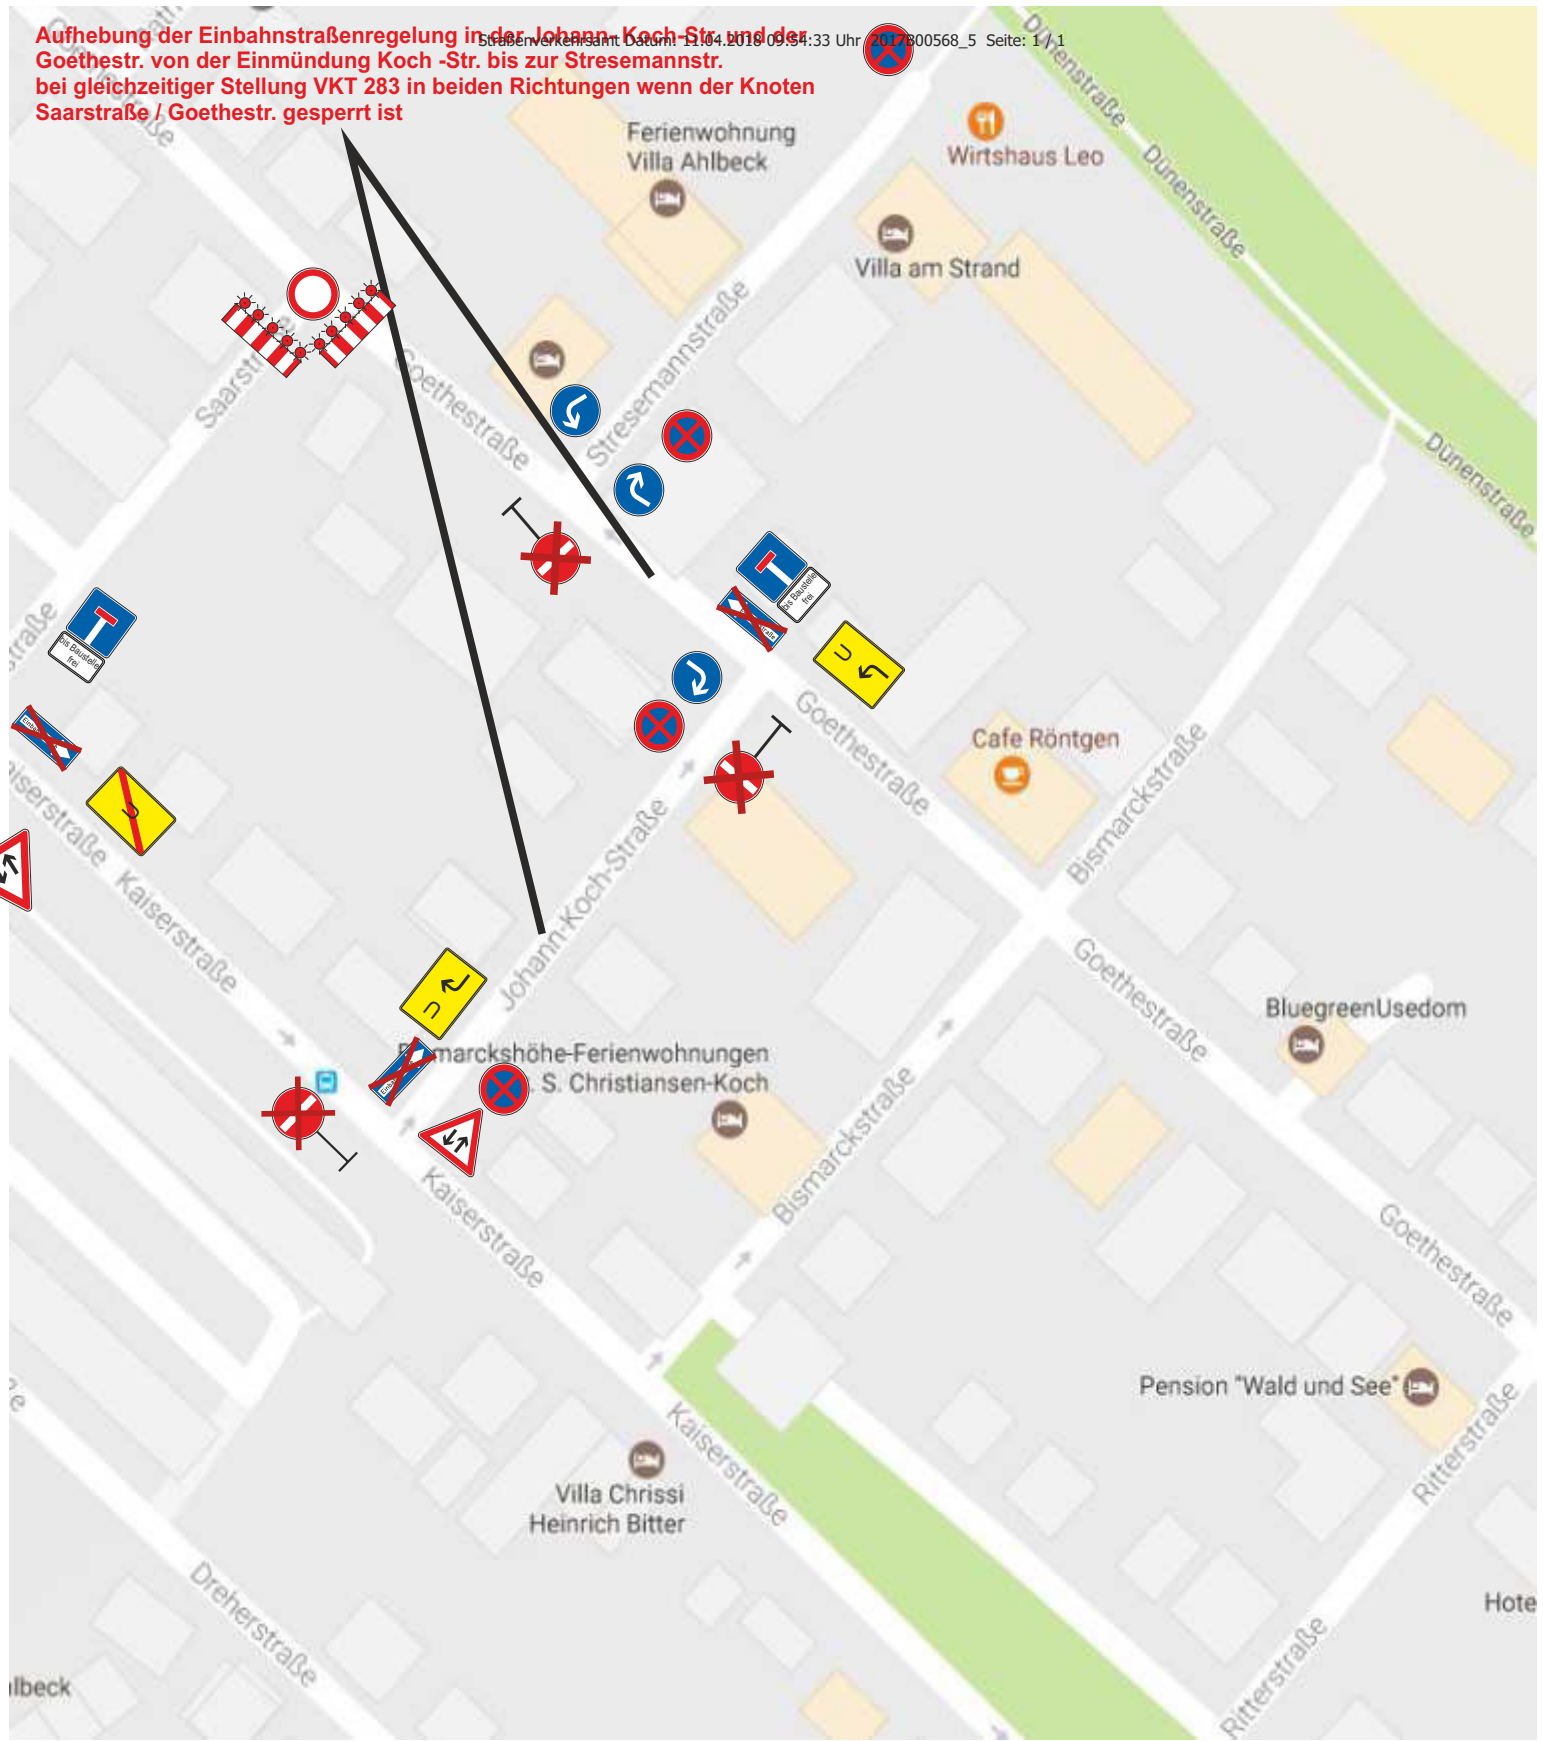 Aufhebung der Einbahnstraßenregelung in der Johann- Koch-Str. und der
Straßenverkehrsamt Datum: 11.04.2018 09:54:33 Uhr 2017800568_5 Seite: 1 / 1
Goethestr. von der Einmündung Koch -Str. bis zur Stresemannstr.
bei gleichzeitiger Stellung VKT 283 in beiden Richtungen wenn der Knoten
Saarstraße / Goethestr. gesperrt ist
Dünenstraße
Ferienwohnung
Villa Ahlbeck
Wirtshaus Leo
Dünenstraße
Villa am Strand
Stresemannstraße
Goethestraße
Dünenstraße
bis Baustelle
frei
bis Baustelle
frei
U
Goethestraße
Cafe Röntgen
Bismarckstraße
U
Kaiserstraße
Johann-Koch-Straße
Goethestraße
U
BluegreenUsedom
marckshöhe-Ferienwohnungen
. S. Christiansen-Koch
Bismarckstraße
Kaiserstraße
Goethestraße
Pension "Wald und See"
Kaiserstraße
Ritterstraße
Villa Chrissi
Heinrich Bitter
Dreherstraße
Hote
Ritterstraße
lbeck